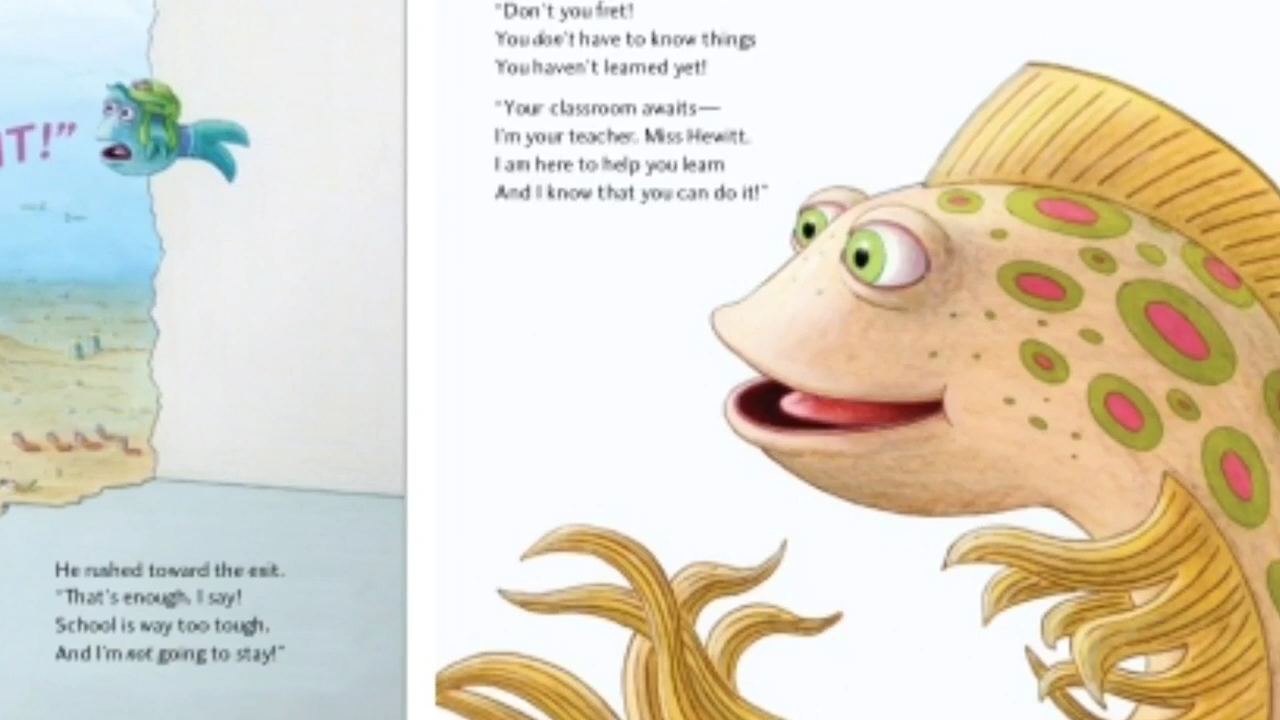 IT!”
He rushed toward the exit.
“That’s enough, I say!
School is way too tough,
And I’m not going to stay!”
“Don’t you fret!
You don’t have to know things
You haven’t learned yet!
“Your classroom awaits—
I’m your teacher, Miss Hewitt.
I am here to help you learn
And I know that you can do it!”